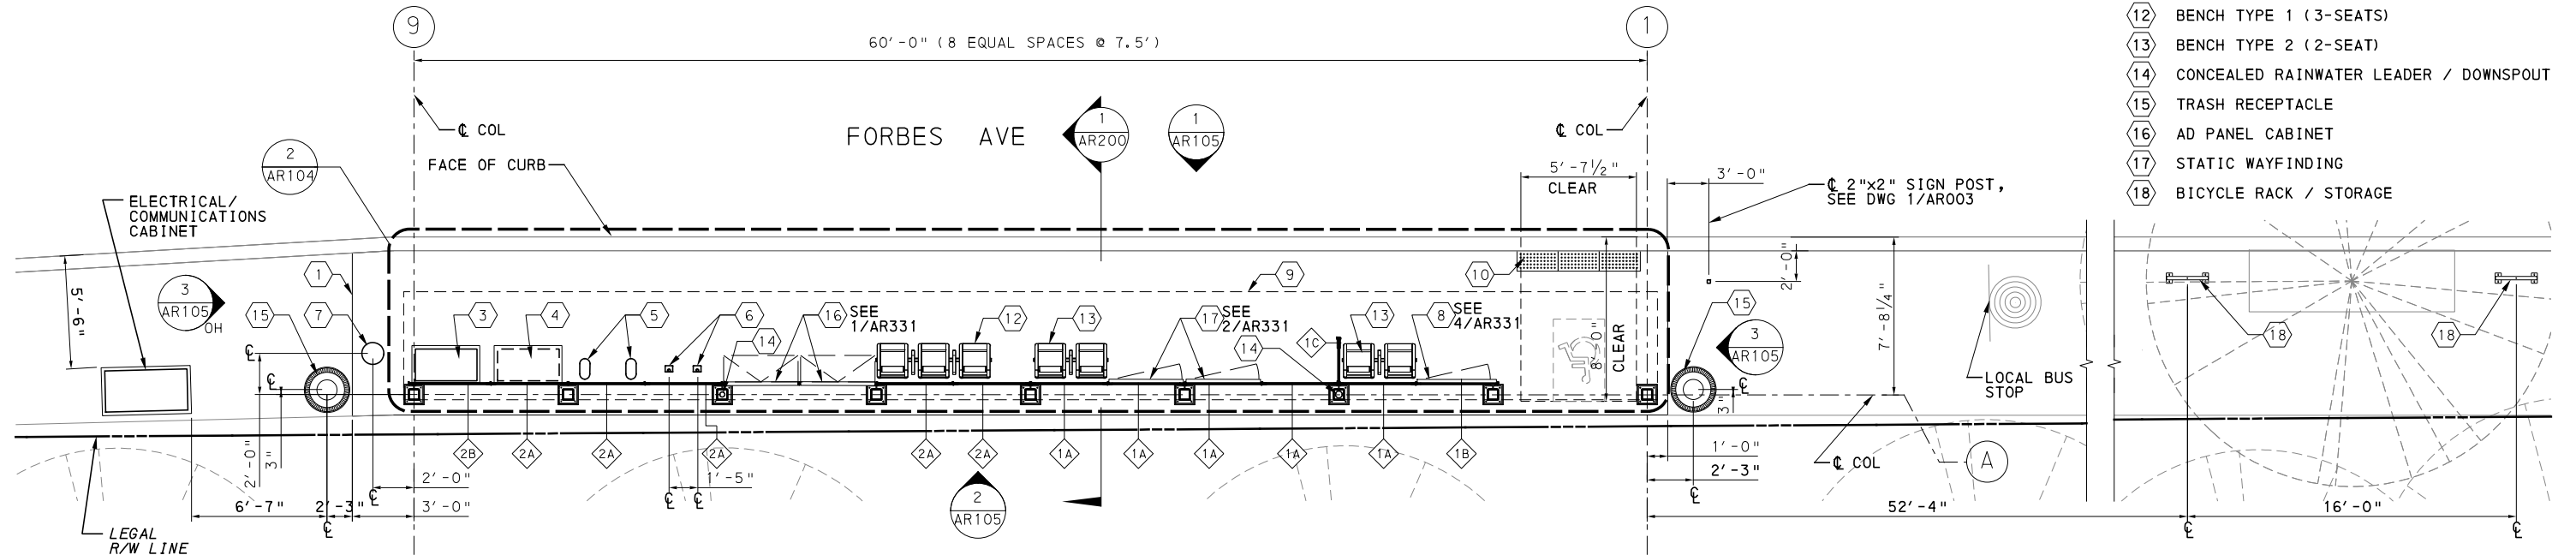 12 BENCH TYPE 1 (3-SEATS)
13 BENCH TYPE 2 (2-SEAT)
14 CONCEALED RAINWATER LEADER / DOWNSPOUT
15 TRASH RECEPTACLE
16 AD PANEL CABINET
17 STATIC WAYFINDING
18 BICYCLE RACK / STORAGE
9
1
60'-0" (8 EQUAL SPACES @ 7.5')
℄ COL
FORBES AVE
1
AR200
1
AR105
℄ COL
2
AR104
FACE OF CURB
5'-7½"
CLEAR
3'-0"
℄ 2"x2" SIGN POST,
SEE DWG 1/AR003
ELECTRICAL/
COMMUNICATIONS
CABINET
5'-6"
3
AR105
OH
1
9
10
2'-0"
7'-8¼"
15
7
3
4
5
6
14
16
SEE
1/AR331
12
13
17
SEE
2/AR331
14
1C
13
8
SEE
4/AR331
8'-0"
CLEAR
15
3
AR105
LOCAL BUS
STOP
18
18
℄
℄
℄
3"
2B
2A
2A
2A
2A
2A
1A
1A
1A
1A
1A
1B
2'-0"
3"
2'-0"
℄
1'-5"
℄
℄
1'-0"
2'-3"
℄
℄ COL
A
6'-7"
2'-3"
3'-0"
℄
2
AR105
52'-4"
16'-0"
℄
℄
LEGAL
R/W LINE